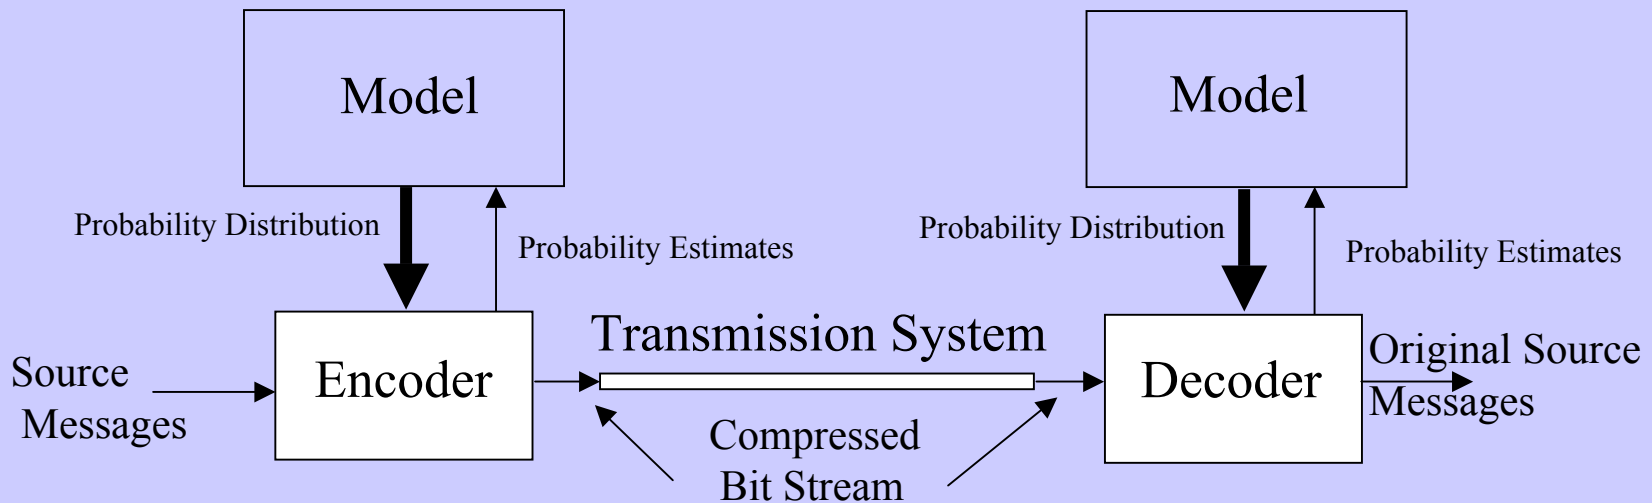 Model
Model
Probability Distribution
Probability Estimates
Probability Distribution
Probability Estimates
Source
Messages
Encoder
Transmission System
Decoder
Original Source
Messages
Compressed
Bit Stream